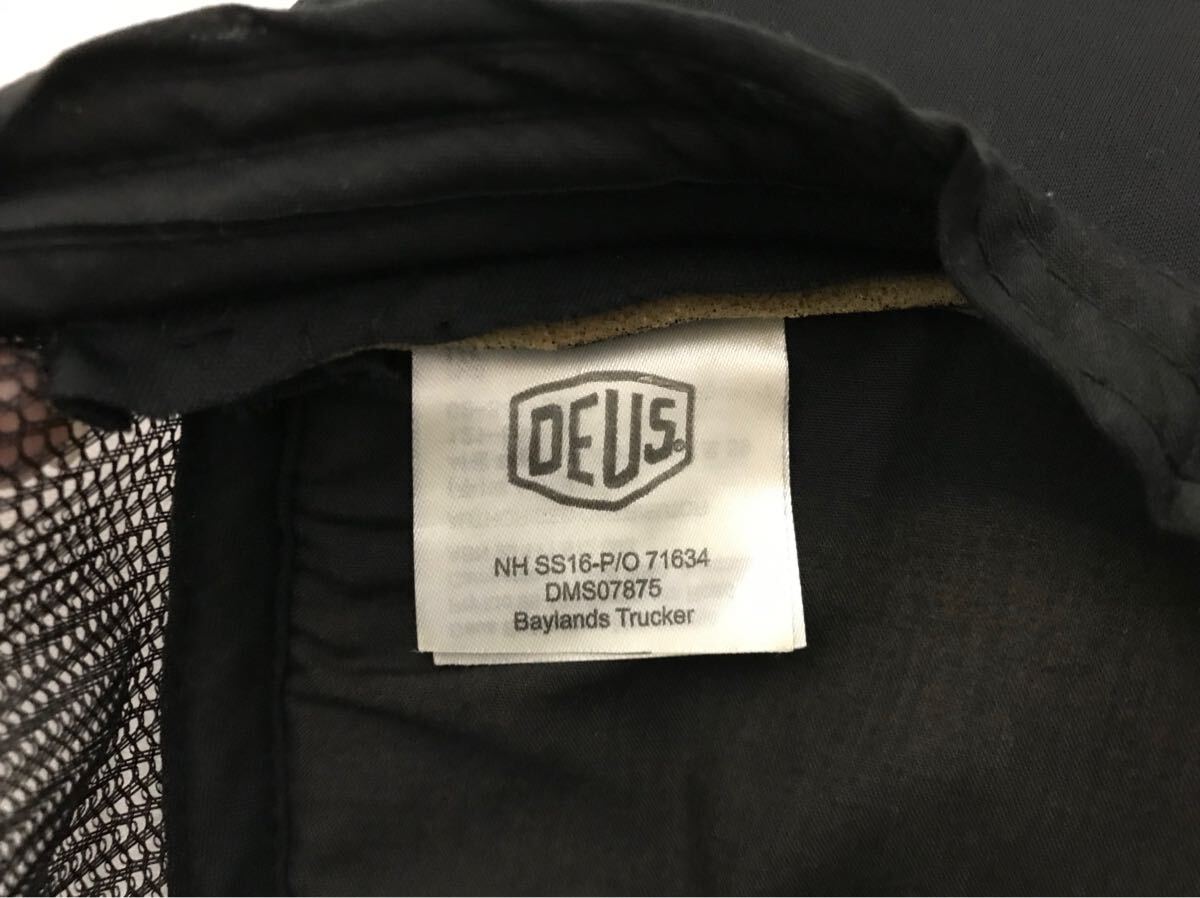 DEUS®
NH SS16-P/O 71634
DMS07875
Baylands Trucker